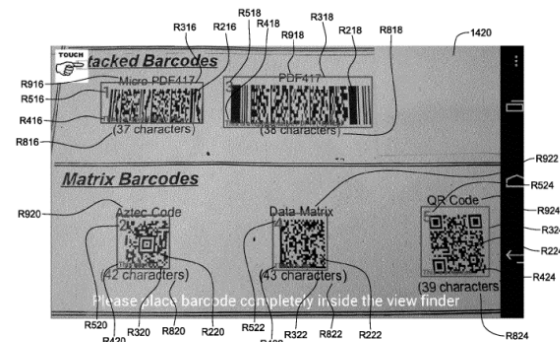 R518
R316 R216 R418 R318
R918 R218 R818 1420
TOUCH
Stacked Barcodes
R916 Micro PDF417 PDF417
R516
R416
(37 characters) (38 characters)
R816
R922
Matrix Barcodes
R524
QR Code
R920 R924
Aztec Code Data Matrix
R324
R224
R424
(42 characters) (43 characters)
(39 characters)
Please place barcode completely inside the view finder
R520 R320 R820 R220 R522 R322 R822 R222
R824
R420